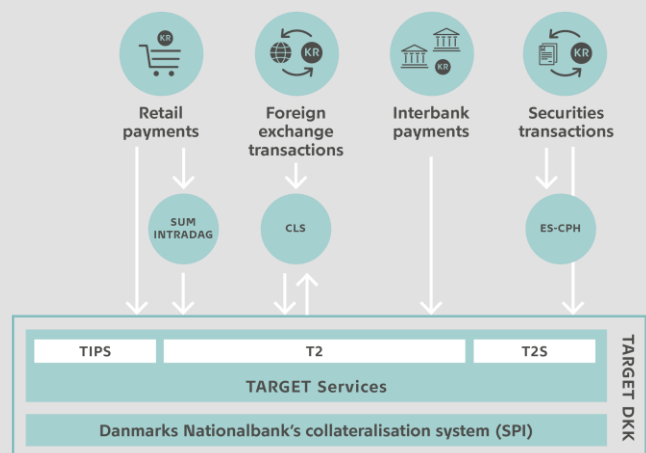 KR
KR
KR
KR
Retail
payments
Foreign
exchange
transactions
Interbank
payments
Securities
transactions
SUM
INTRADAG
CLS
ES-CPH
TIPS
T2
T2S
TARGET Services
TARGET DKK
Danmarks Nationalbank's collateralisation system (SPI)